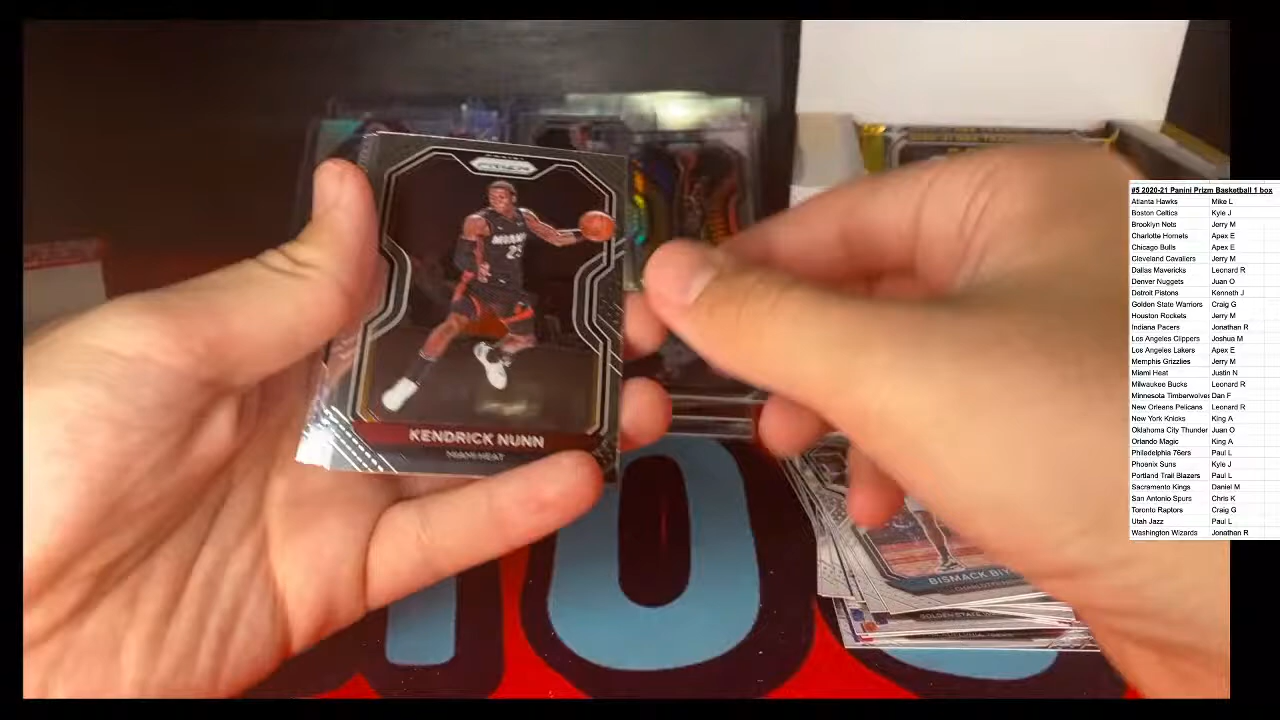 PRIZM
MIAMI
25
KENDRICK NUNN
MIAMI HEAT
BISMACK BIY
GOLDEN STATE
#5 2020-21 Panini Prizm Basketball 1 box
Atlanta Hawks Mike L
Boston Celtics Kyle J
Brooklyn Nets Jerry M
Charlotte Hornets Apex E
Chicago Bulls Apex E
Cleveland Cavaliers Jerry M
Dallas Mavericks Leonard R
Denver Nuggets Juan O
Detroit Pistons Kenneth J
Golden State Warriors Craig G
Houston Rockets Jerry M
Indiana Pacers Jonathan R
Los Angeles Clippers Joshua M
Los Angeles Lakers Apex E
Memphis Grizzlies Jerry M
Miami Heat Justin N
Milwaukee Bucks Leonard R
Minnesota Timberwolves Dan F
New Orleans Pelicans Leonard R
New York Knicks King A
Oklahoma City Thunder Juan O
Orlando Magic King A
Philadelphia 76ers Paul L
Phoenix Suns Kyle J
Portland Trail Blazers Paul L
Sacramento Kings Daniel M
San Antonio Spurs Chris K
Toronto Raptors Craig G
Utah Jazz Paul L
Washington Wizards Jonathan R